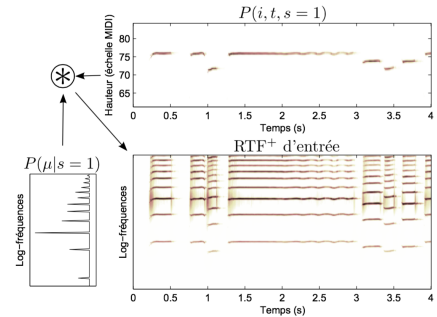 P(i, t, s = 1)
Hauteur (échelle MIDI)
80
75
70
65
0 0.5 1 1.5 2 2.5 3 3.5 4
Temps (s)
*
P(μ|s = 1)
Log−fréquences
RTF+ d'entrée
Log−fréquences
0 0.5 1 1.5 2 2.5 3 3.5 4
Temps (s)